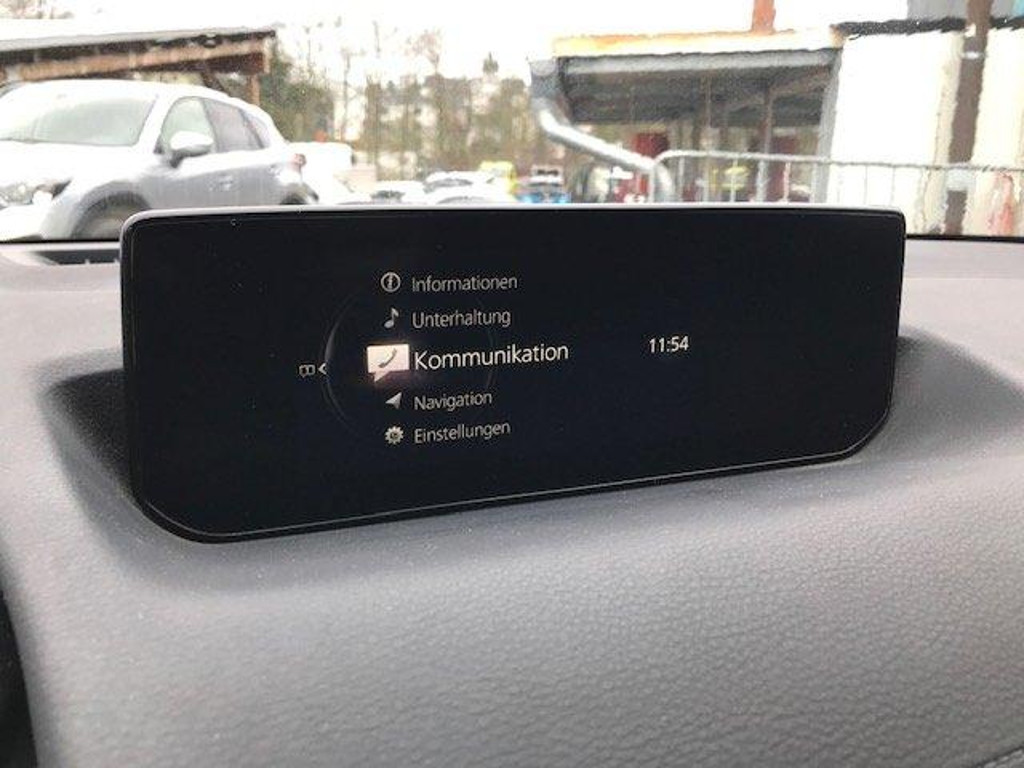 Informationen
Unterhaltung
Kommunikation
11:54
Navigation
Einstellungen